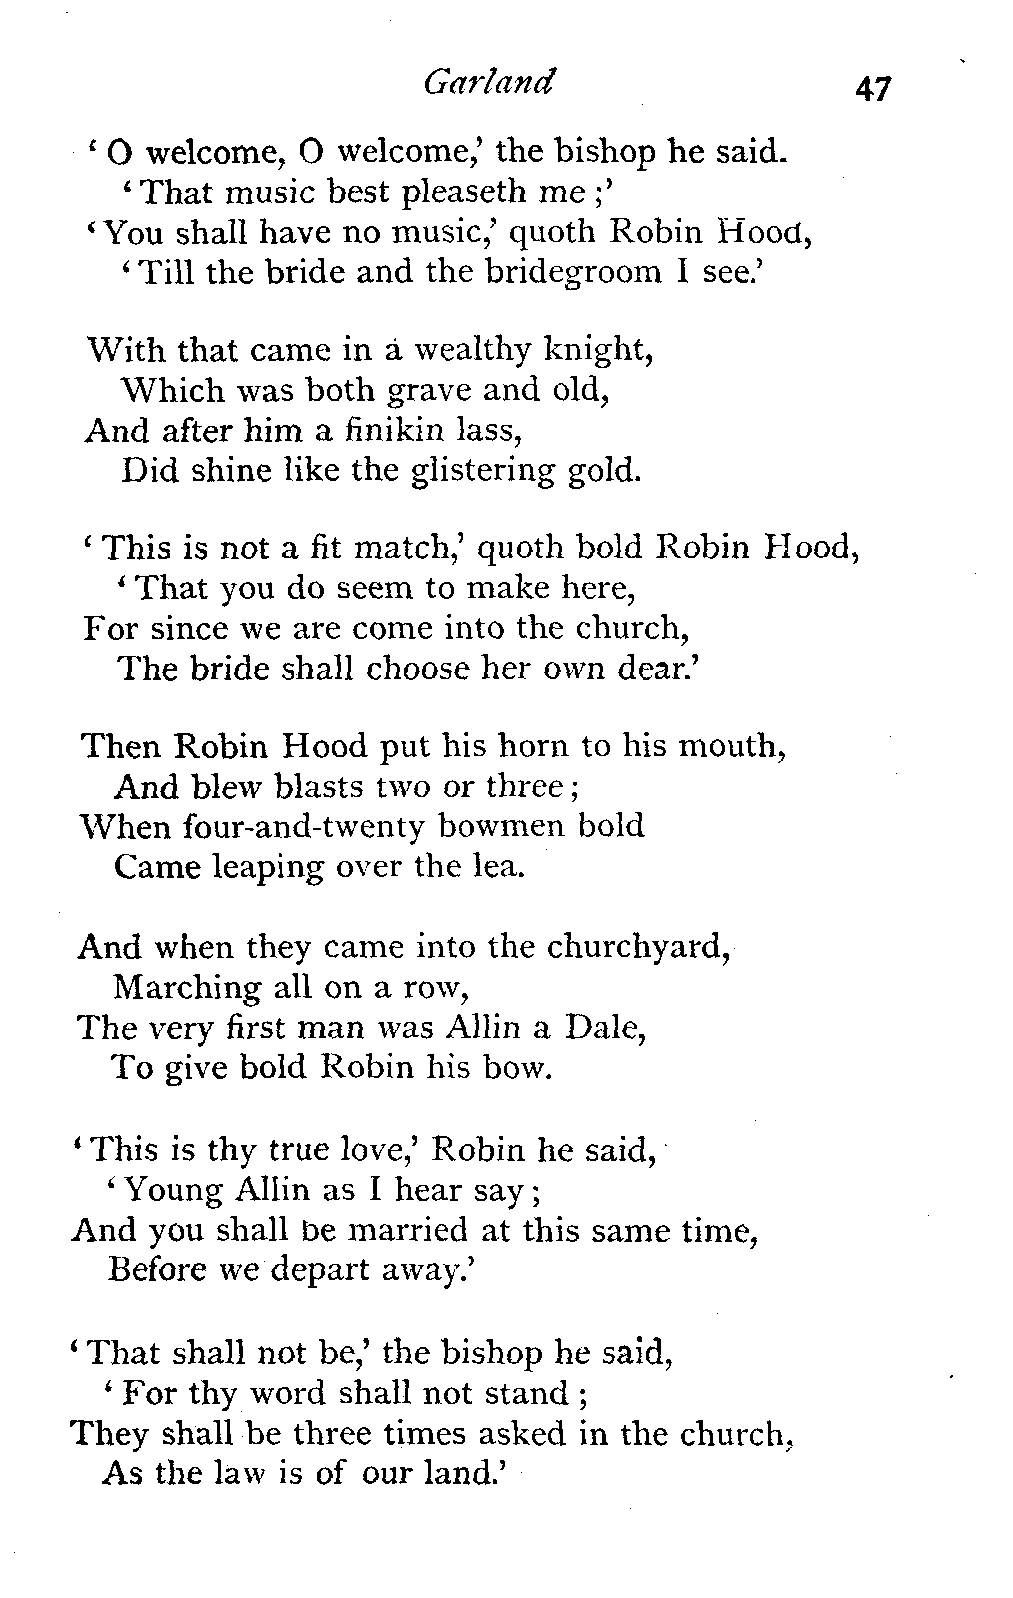 Garland 47
‘ O welcome, O welcome,’ the bishop he said.
‘ That music best pleaseth me ;’
‘ You shall have no music,’ quoth Robin Hood,
‘ Till the bride and the bridegroom I see.’
With that came in a wealthy knight,
Which was both grave and old,
And after him a finikin lass,
Did shine like the glistering gold.
‘ This is not a fit match,’ quoth bold Robin Hood,
‘ That you do seem to make here,
For since we are come into the church,
The bride shall choose her own dear.’
Then Robin Hood put his horn to his mouth,
And blew blasts two or three ;
When four-and-twenty bowmen bold
Came leaping over the lea.
And when they came into the churchyard,
Marching all on a row,
The very first man was Allin a Dale,
To give bold Robin his bow.
‘ This is thy true love,’ Robin he said,
‘ Young Allin as I hear say ;
And you shall be married at this same time,
Before we depart away.’
‘ That shall not be,’ the bishop he said,
‘ For thy word shall not stand ;
They shall be three times asked in the church,
As the law is of our land.’